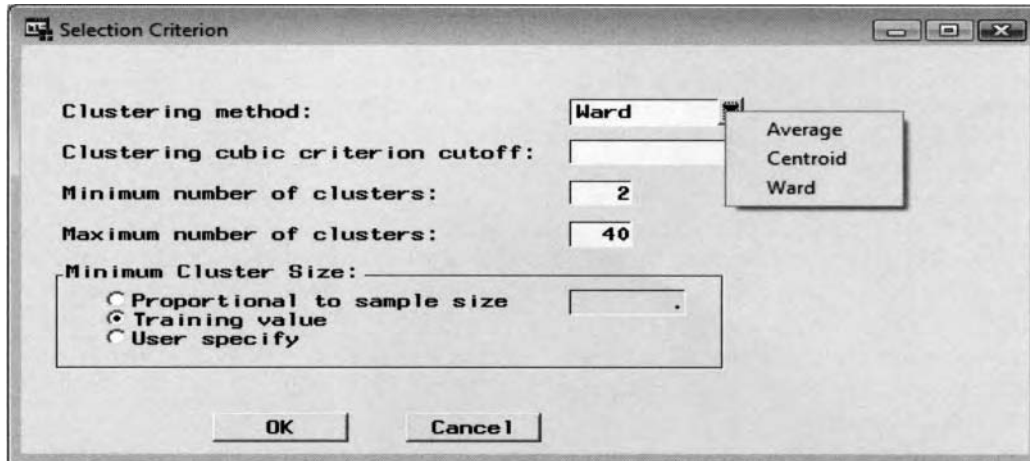 Selection Criterion
Clustering method: Ward
Average
Centroid
Ward
Clustering cubic criterion cutoff:
Minimum number of clusters: 2
Maximum number of clusters: 40
Minimum Cluster Size:
Proportional to sample size .
Training value
User specify
OK Cancel